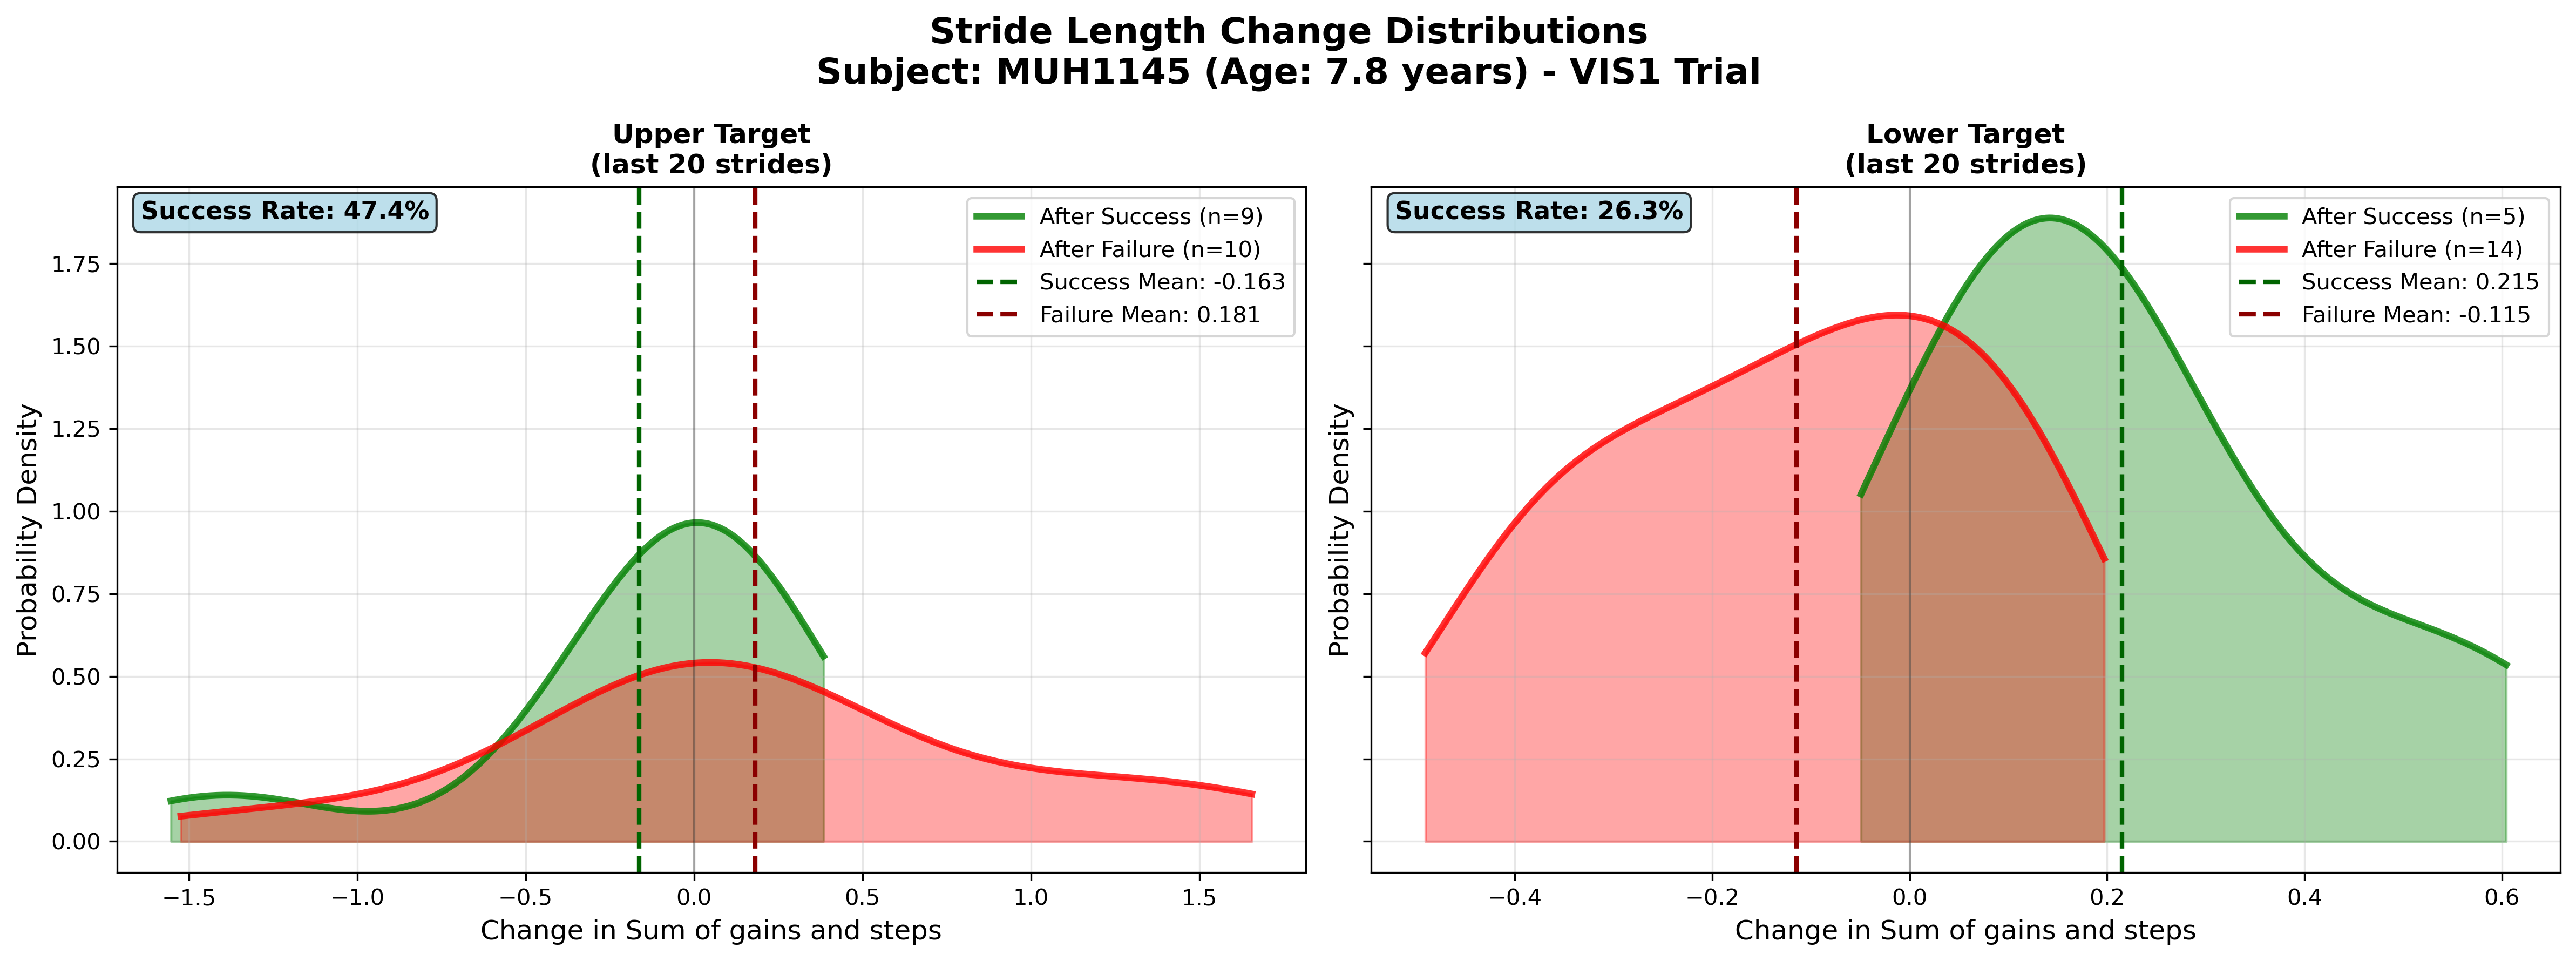 Stride Length Change Distributions
Subject: MUH1145 (Age: 7.8 years) - VIS1 Trial
Upper Target
(last 20 strides)
Success Rate: 47.4%
After Success (n=9)
After Failure (n=10)
Success Mean: -0.163
Failure Mean: 0.181
Probability Density
1.75
1.50
1.25
1.00
0.75
0.50
0.25
0.00
−1.5 −1.0 −0.5 0.0 0.5 1.0 1.5
Change in Sum of gains and steps
Lower Target
(last 20 strides)
Success Rate: 26.3%
After Success (n=5)
After Failure (n=14)
Success Mean: 0.215
Failure Mean: -0.115
Probability Density
−0.4 −0.2 0.0 0.2 0.4 0.6
Change in Sum of gains and steps